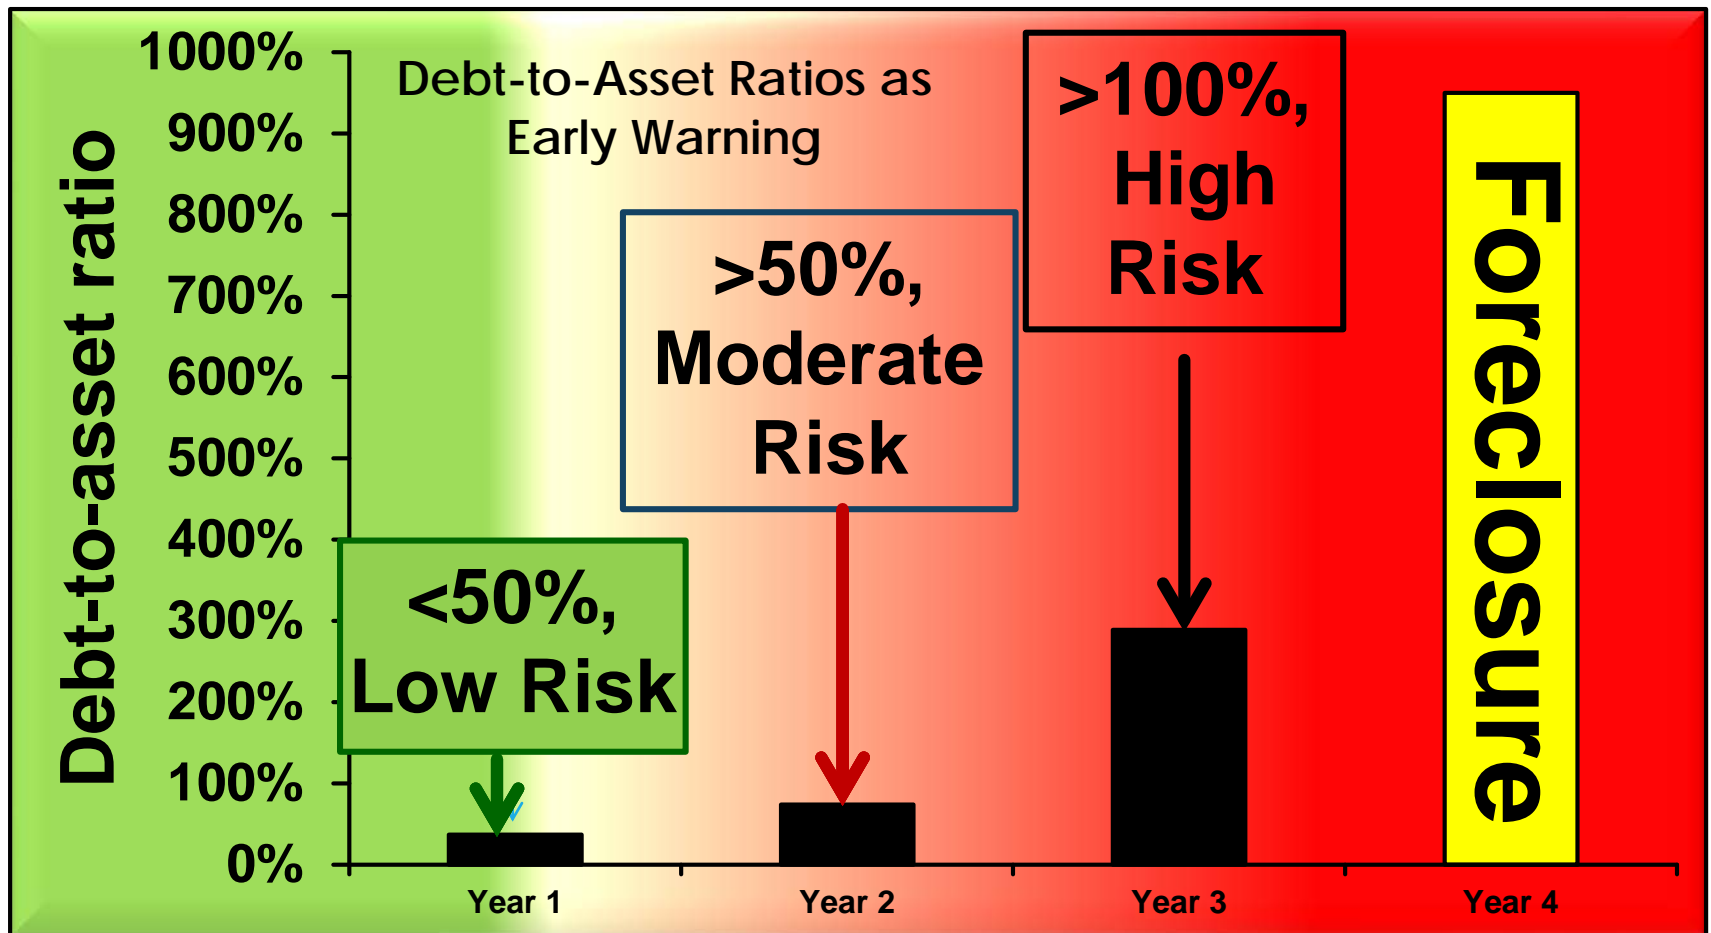 Debt-to-Asset Ratios as
Early Warning
Debt-to-asset ratio
1000%
900%
800%
700%
600%
500%
400%
300%
200%
100%
0%
<50%,
Low Risk
>50%,
Moderate
Risk
>100%,
High
Risk
Foreclosure
Year 1
Year 2
Year 3
Year 4